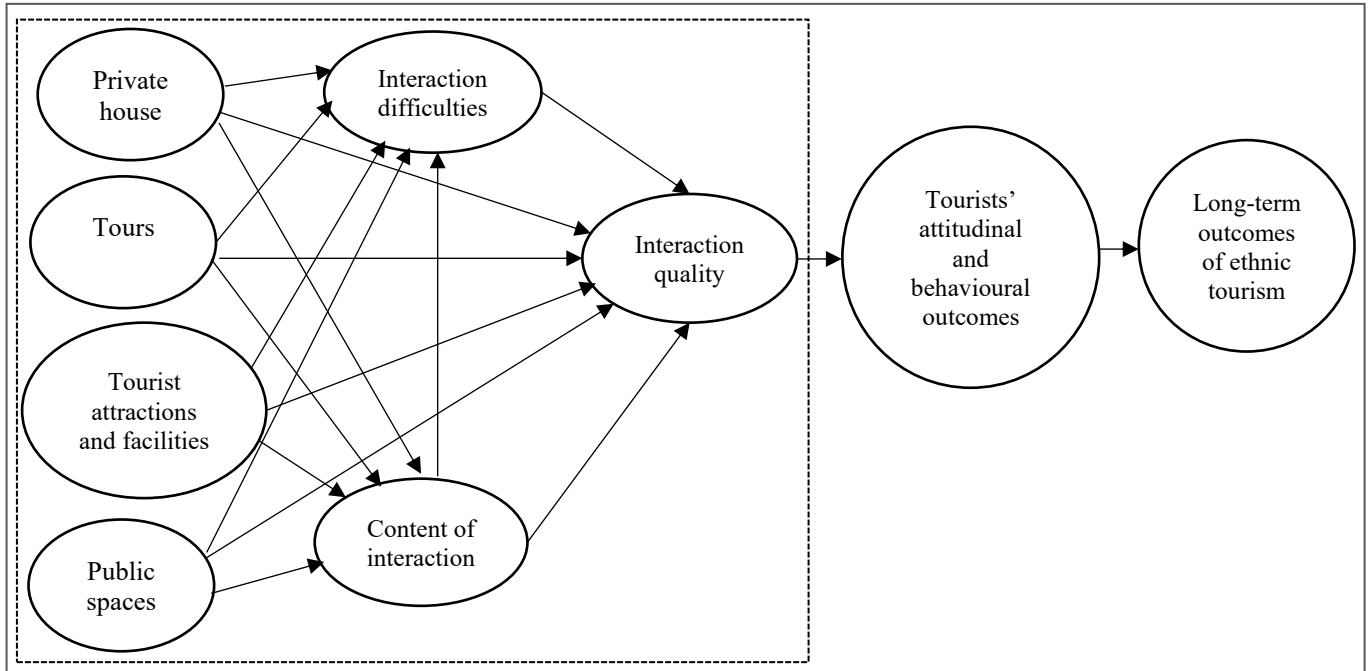 Private
house
Interaction
difficulties
Tours
Interaction
quality
Tourists’
attitudinal
and
behavioural
outcomes
Long-term
outcomes
of ethnic
tourism
Tourist
attractions
and facilities
Content of
interaction
Public
spaces